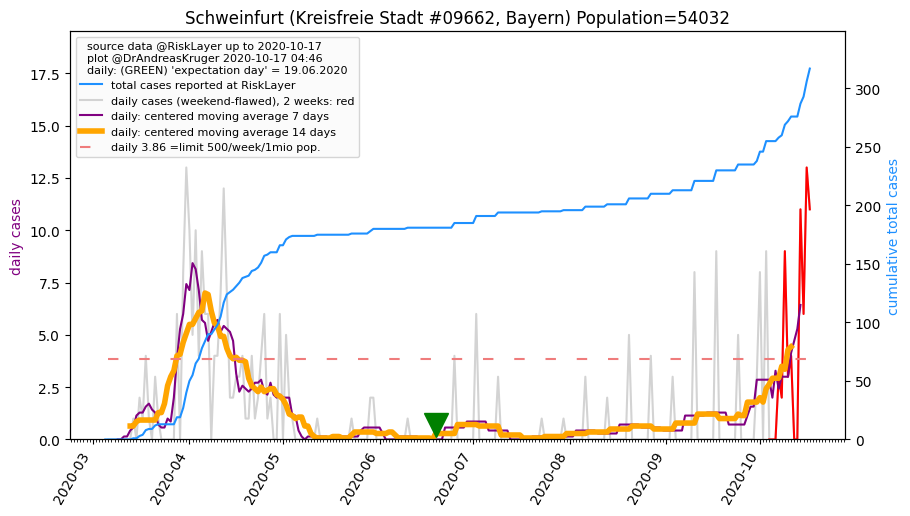 Schweinfurt (Kreisfreie Stadt #09662, Bayern) Population=54032
source data @RiskLayer up to 2020-10-17
plot @DrAndreasKruger 2020-10-17 04:46
daily: (GREEN) 'expectation day' = 19.06.2020
total cases reported at RiskLayer
daily cases (weekend-flawed), 2 weeks: red
daily: centered moving average 7 days
daily: centered moving average 14 days
daily 3.86 =limit 500/week/1mio pop.
daily cases
17.5
15.0
12.5
10.0
7.5
5.0
2.5
0.0
cumulative total cases
300
250
200
150
100
50
0
2020-03
2020-04
2020-05
2020-06
2020-07
2020-08
2020-09
2020-10